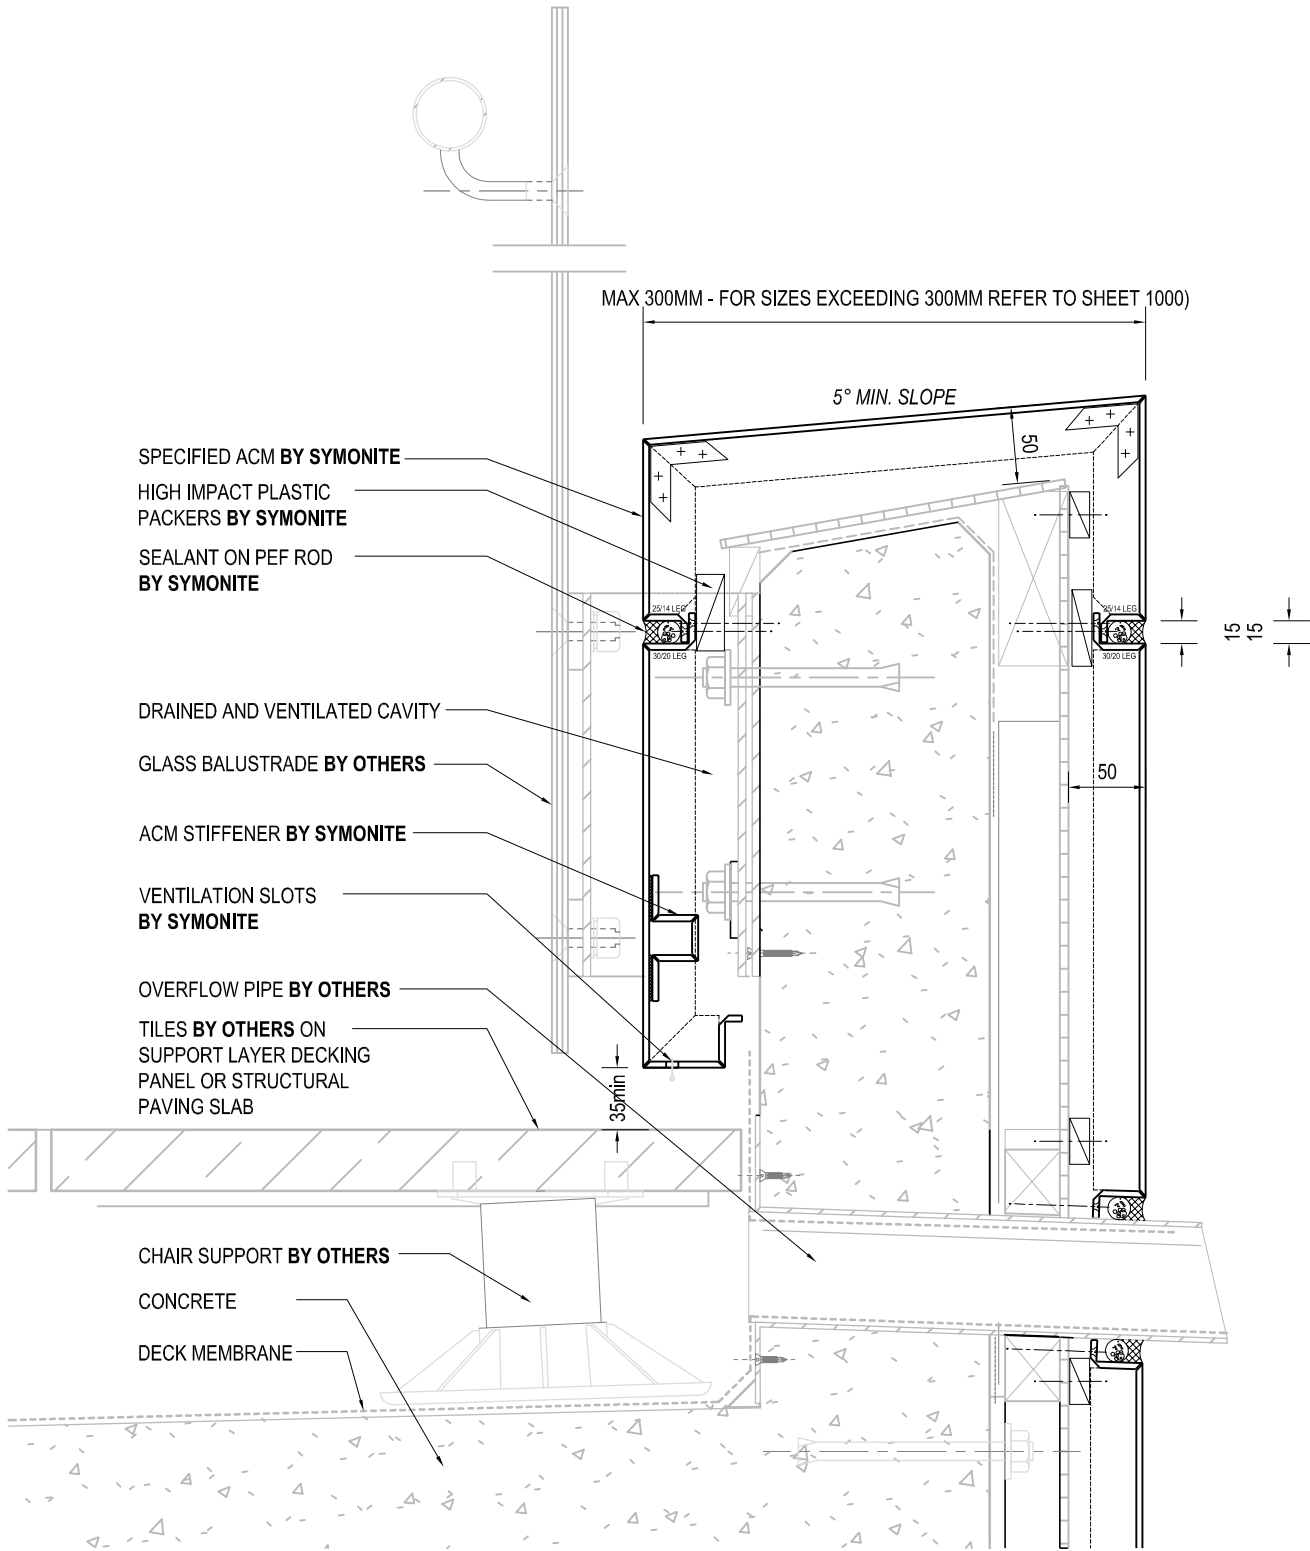 MAX 300MM - FOR SIZES EXCEEDING 300MM REFER TO SHEET 1000)
5° MIN. SLOPE
50
SPECIFIED ACM BY SYMONITE
HIGH IMPACT PLASTIC
PACKERS BY SYMONITE
SEALANT ON PEF ROD
BY SYMONITE
25/14 LEG
25/14 LEG
15
15
30/20 LEG
30/20 LEG
DRAINED AND VENTILATED CAVITY
GLASS BALUSTRADE BY OTHERS
50
ACM STIFFENER BY SYMONITE
VENTILATION SLOTS
BY SYMONITE
OVERFLOW PIPE BY OTHERS
TILES BY OTHERS ON
SUPPORT LAYER DECKING
PANEL OR STRUCTURAL
PAVING SLAB
35min
CHAIR SUPPORT BY OTHERS
CONCRETE
DECK MEMBRANE